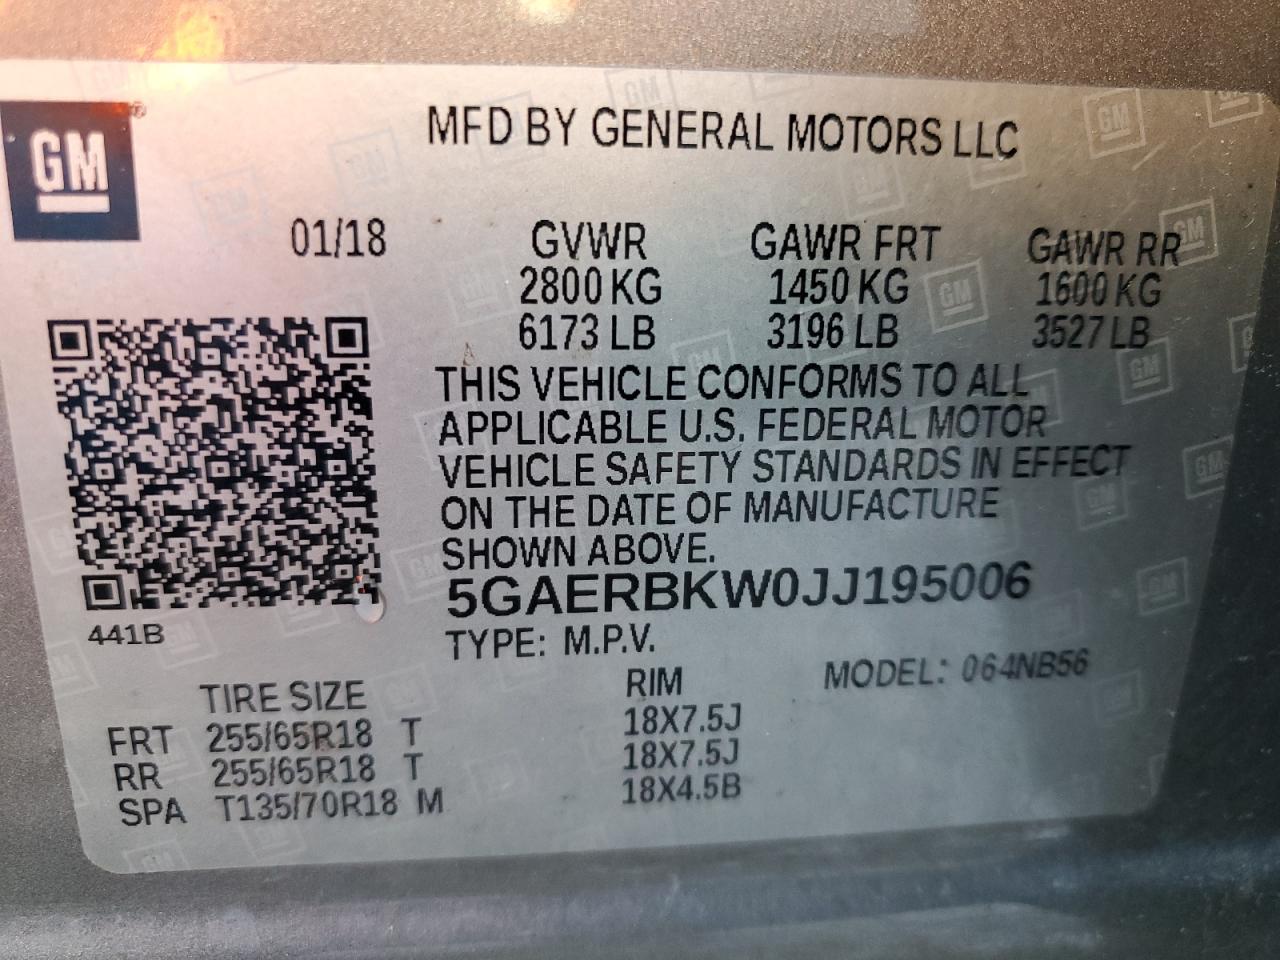 GM
MFD BY GENERAL MOTORS LLC
01/18 GVWR GAWR FRT GAWR RR
2800 KG 1450 KG 1600 KG
6173 LB 3196 LB 3527 LB
THIS VEHICLE CONFORMS TO ALL
APPLICABLE U.S. FEDERAL MOTOR
VEHICLE SAFETY STANDARDS IN EFFECT
ON THE DATE OF MANUFACTURE
SHOWN ABOVE.
5GAERBKW0JJ195006
441B
TYPE: M.P.V.
MODEL: 064NB56
TIRE SIZE RIM
FRT 255/65R18 T 18X7.5J
RR 255/65R18 T 18X7.5J
SPA T135/70R18 M 18X4.5B